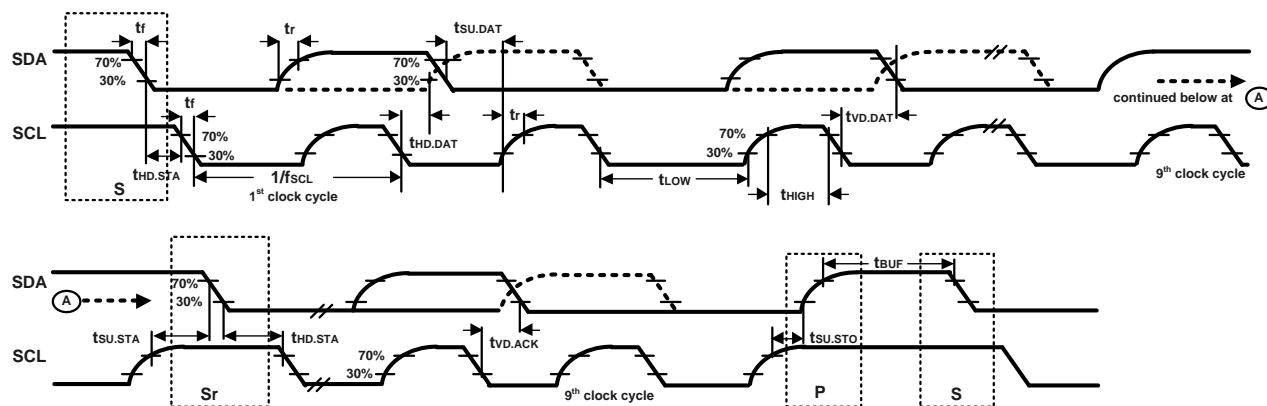 tf tr tSU.DAT
SDA
70% 70%
30% 30%
continued below at A
tf tHD.DAT tr tVD.DAT
SCL
70% 70%
30% 30%
tHD.STA 1/fSCL tLOW tHIGH
S 1st clock cycle 9th clock cycle
SDA 70% tBUF
A 30%
tSU.STA tHD.STA tVD.ACK tSU.STO
SCL 70%
30%
Sr 9th clock cycle P S